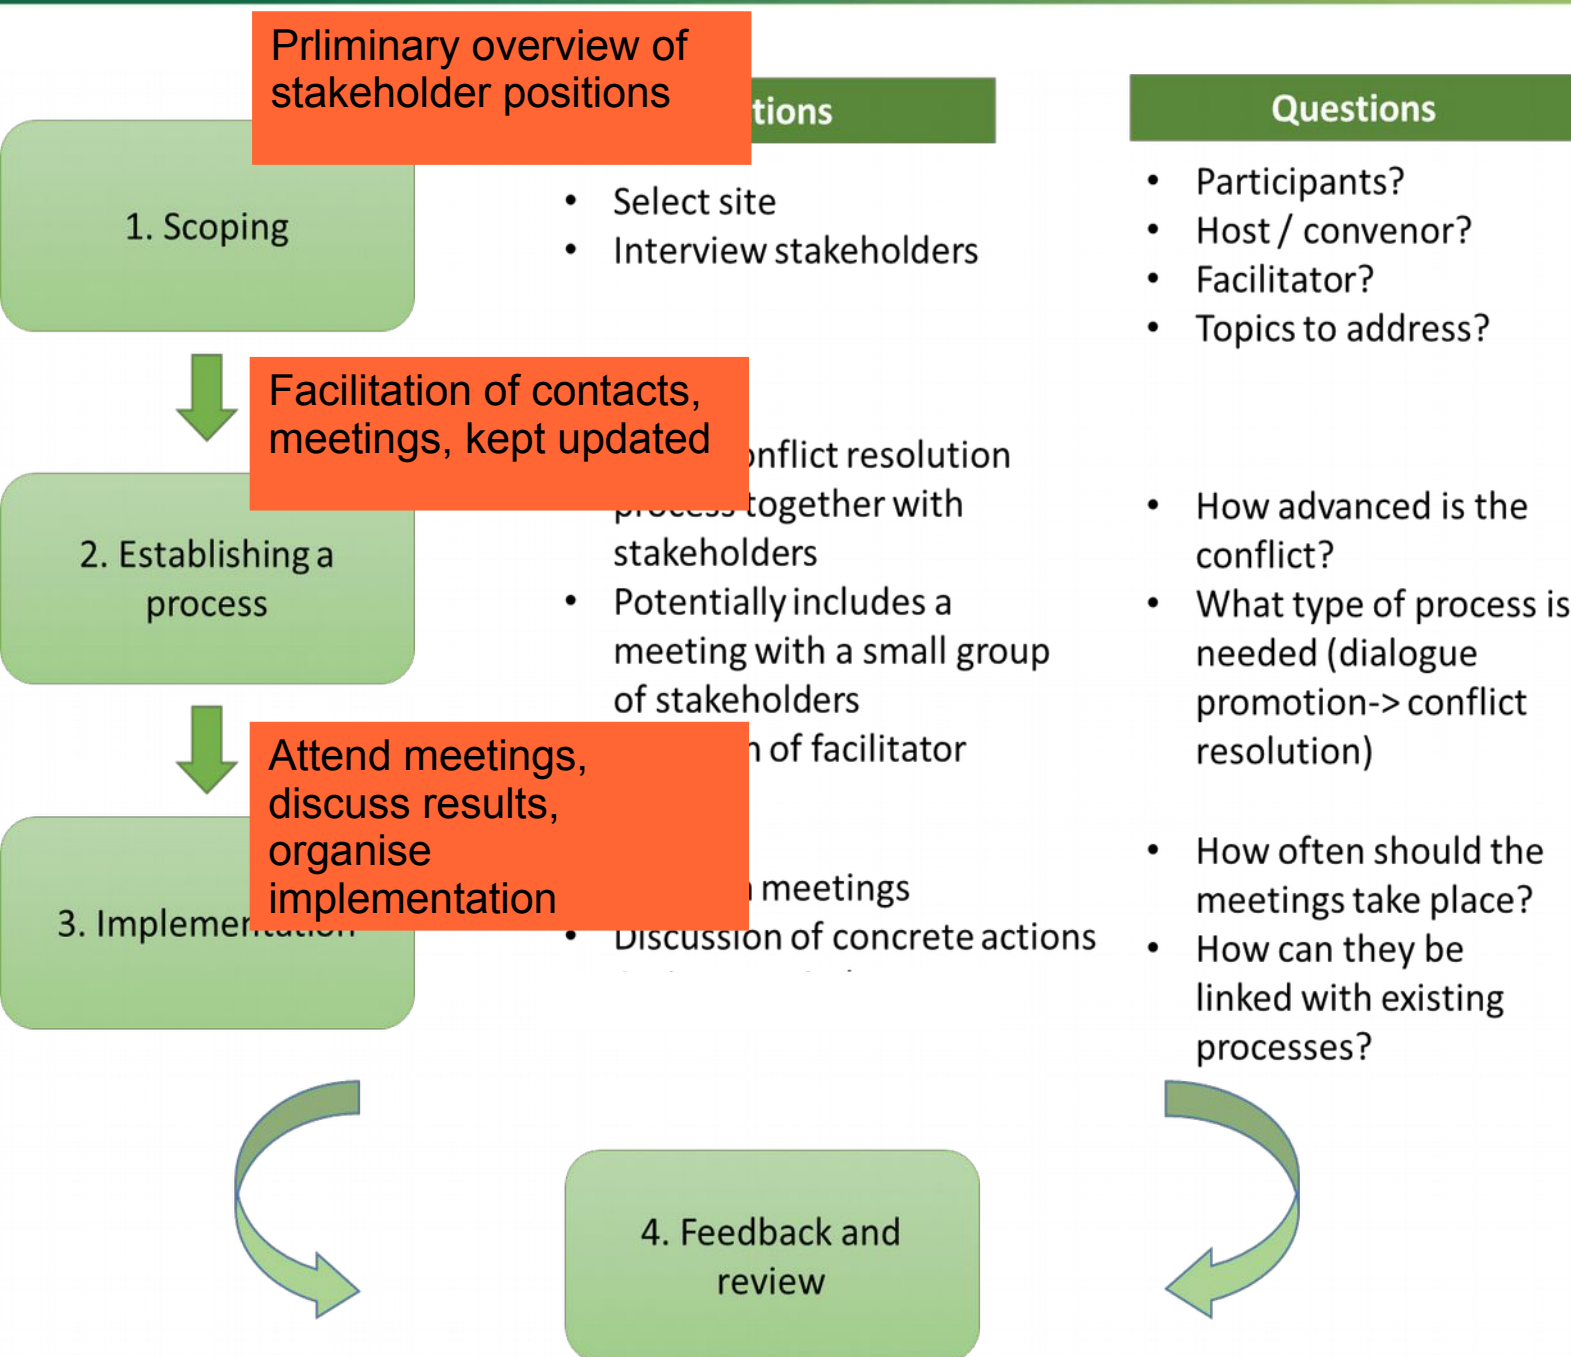 Prliminary overview of
stakeholder positions
tions
Questions
1. Scoping
• Select site
• Interview stakeholders
• Participants?
• Host / convenor?
• Facilitator?
• Topics to address?
Facilitation of contacts,
meetings, kept updated
2. Establishing a
process
onflict resolution
process together with
stakeholders
• Potentially includes a
meeting with a small group
of stakeholders
of facilitator
• How advanced is the
conflict?
• What type of process is
needed (dialogue
promotion-> conflict
resolution)
Attend meetings,
discuss results,
organise
implementation
3. Implementation
meetings
• Discussion of concrete actions
• How often should the
meetings take place?
• How can they be
linked with existing
processes?
4. Feedback and
review